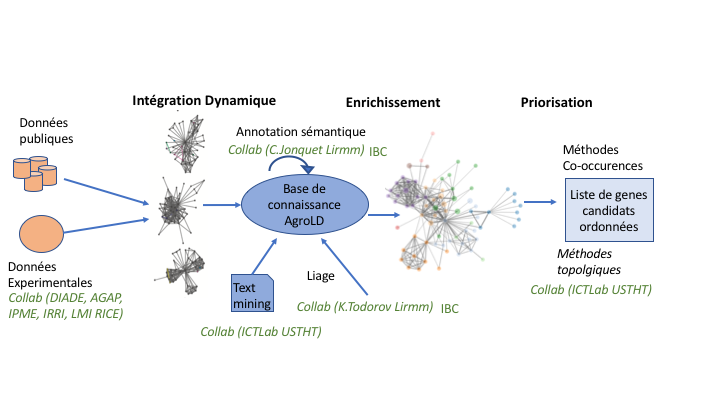 Intégration Dynamique
Enrichissement
Priorisation
Données
publiques
Annotation sémantique
Collab (C.Jonquet Lirmm) IBC
Méthodes
Co-occurences
Base de
connaissance
AgroLD
Liste de genes
candidats
ordonnées
Données
Experimentales
Collab (DIADE, AGAP,
IPME, IRRI, LMI RICE)
Text
mining
Liage
Collab (K.Todorov Lirmm) IBC
Collab (ICTLab USTHT)
Méthodes
topolgiques
Collab (ICTLab USTHT)